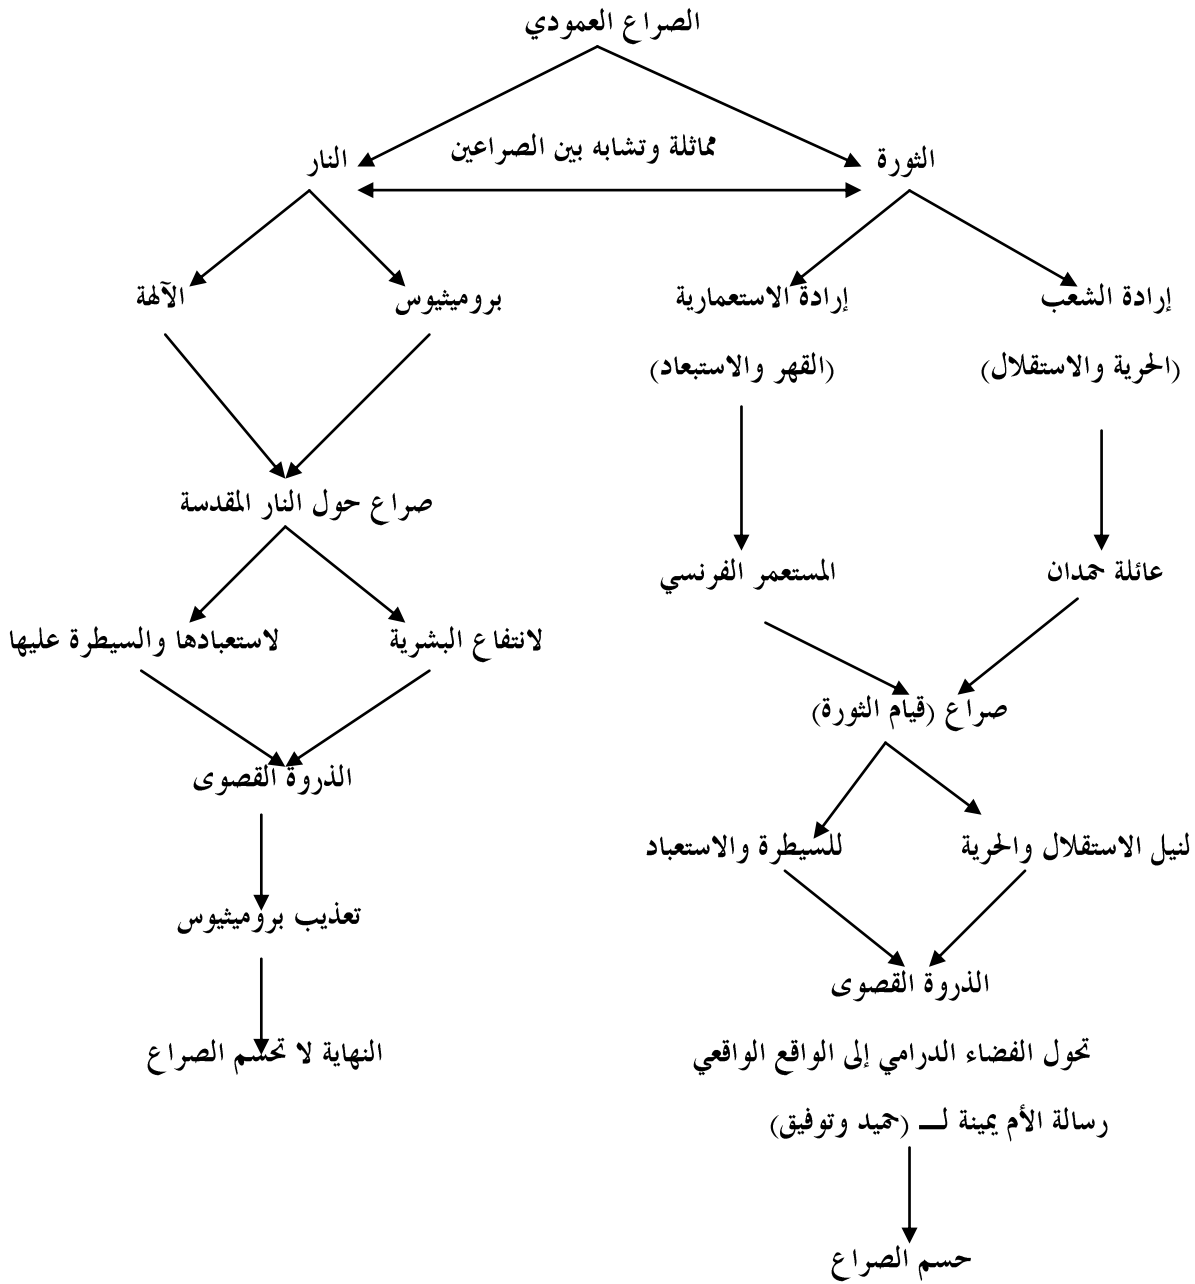 الصراع العمودي
مماثلة وتشابه بين الصراعين
الثورة
النار
إرادة الشعب
إرادة الاستعمارية
بروميثيوس
الآلهة
(الحرية والاستقلال)
(القهر والاستبعاد)
صراع حول النار المقدسة
عائلة حمدان
المستعمر الفرنسي
لانتفاع البشرية
لاستعبادها والسيطرة عليها
صراع (قيام الثورة)
الذروة القصوى
لنيل الاستقلال والحرية
للسيطرة والاستعباد
تعذيب بروميثيوس
الذروة القصوى
تحول الفضاء الدرامي إلى الواقع الواقعي
النهاية لا تحسم الصراع
رسالة الأم يمينة لـــ (حميد وتوفيق)
حسم الصراع